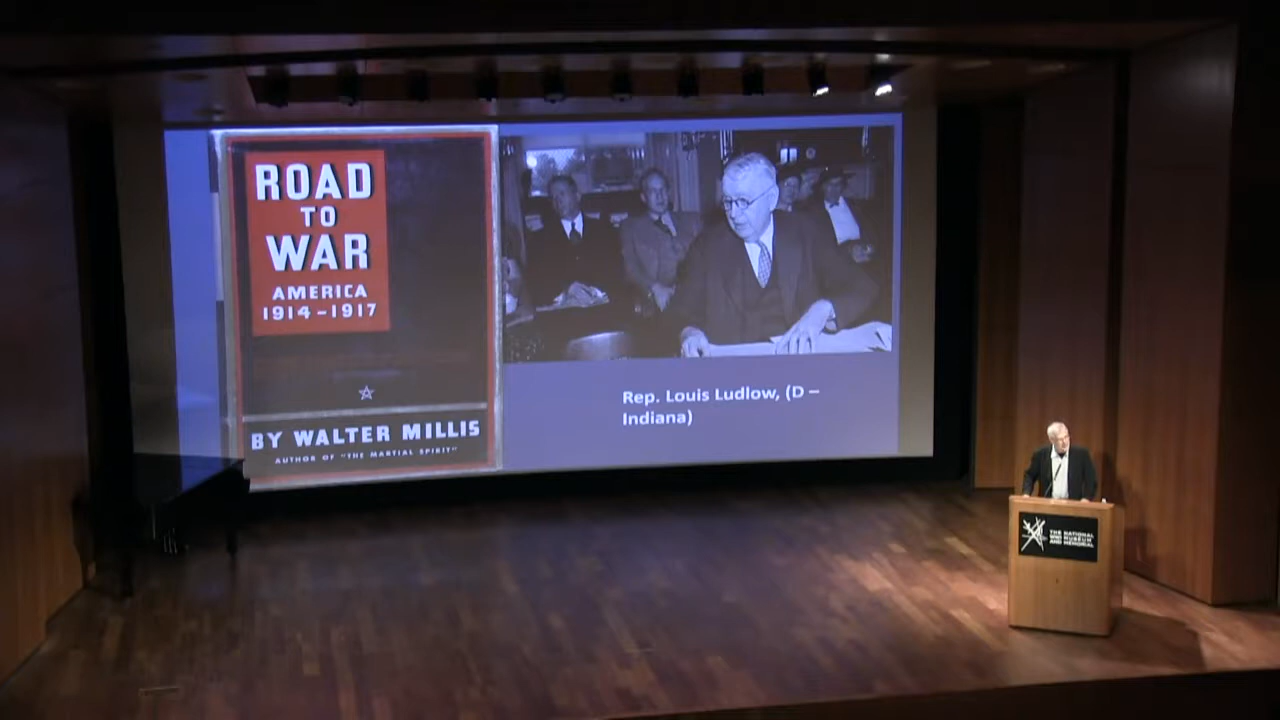 ROAD
TO
WAR
AMERICA
1914-1917
BY WALTER MILLIS
AUTHOR OF "THE MARTIAL SPIRIT"
Rep. Louis Ludlow, (D –
Indiana)
THE NATIONAL
WWI MUSEUM
AND MEMORIAL